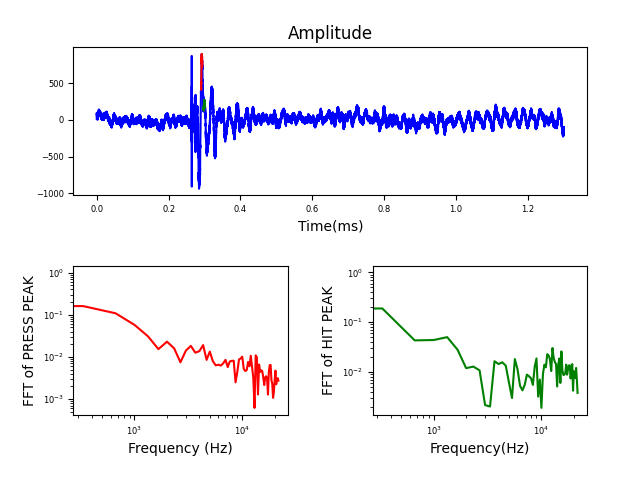 Amplitude
500
0
−500
−1000
0.0 0.2 0.4 0.6 0.8 1.0 1.2
Time(ms)
FFT of PRESS PEAK
10⁰
10⁻¹
10⁻²
10⁻³
10³ 10⁴
Frequency (Hz)
FFT of HIT PEAK
10⁰
10⁻¹
10⁻²
10³ 10⁴
Frequency(Hz)